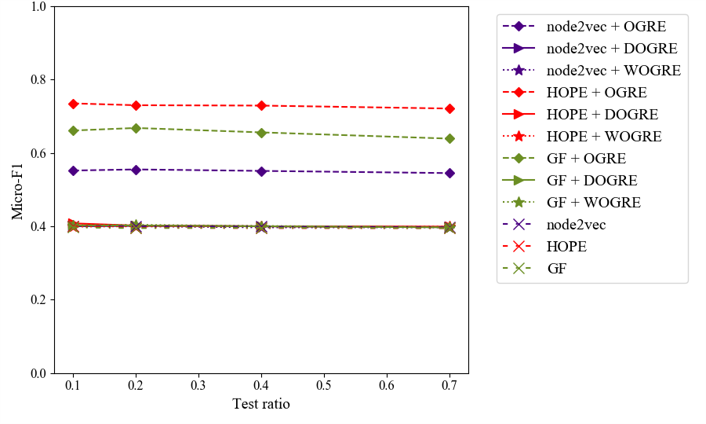 1.0
0.8
0.6
0.4
0.2
0.0
Micro-F1
0.1
0.2
0.3
0.4
0.5
0.6
0.7
Test ratio
node2vec + OGRE
node2vec + DOGRE
node2vec + WOGRE
HOPE + OGRE
HOPE + DOGRE
HOPE + WOGRE
GF + OGRE
GF + DOGRE
GF + WOGRE
node2vec
HOPE
GF